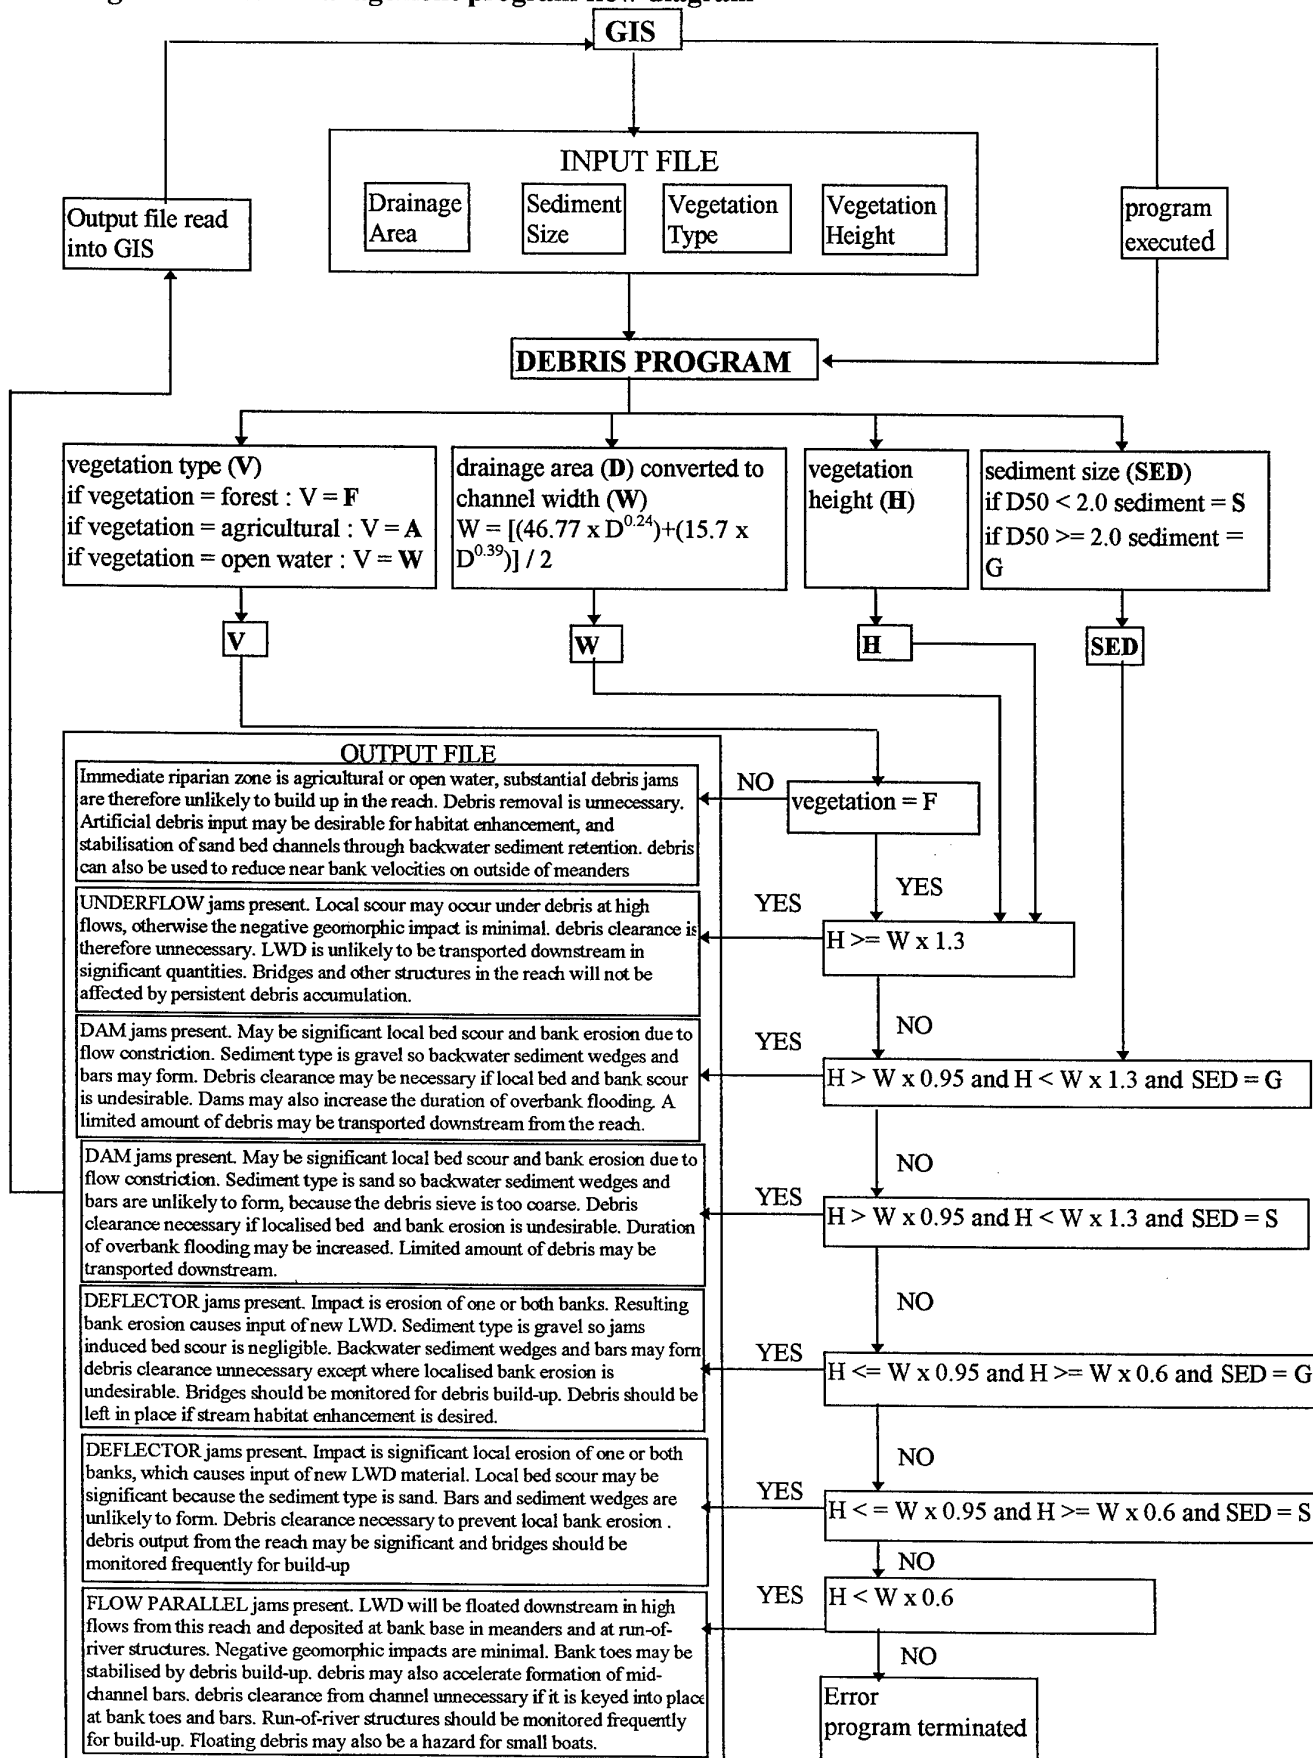 GIS
INPUT FILE
Drainage
Area
Sediment
Size
Vegetation
Type
Vegetation
Height
Output file read
into GIS
program
executed
DEBRIS PROGRAM
vegetation type (V)
if vegetation = forest : V = F
if vegetation = agricultural : V = A
if vegetation = open water : V = W
drainage area (D) converted to
channel width (W)
W = [(46.77 x D^0.24)+(15.7 x
D^0.39)] / 2
vegetation
height (H)
sediment size (SED)
if D50 < 2.0 sediment = S
if D50 >= 2.0 sediment =
G
V
W
H
SED
OUTPUT FILE
Immediate riparian zone is agricultural or open water, substantial debris jams
are therefore unlikely to build up in the reach. Debris removal is unnecessary.
Artificial debris input may be desirable for habitat enhancement, and
stabilisation of sand bed channels through backwater sediment retention. debris
can also be used to reduce near bank velocities on outside of meanders
NO
vegetation = F
YES
UNDERFLOW jams present. Local scour may occur under debris at high
flows, otherwise the negative geomorphic impact is minimal. debris clearance is
therefore unnecessary. LWD is unlikely to be transported downstream in
significant quantities. Bridges and other structures in the reach will not be
affected by persistent debris accumulation.
YES
H >= W x 1.3
NO
DAM jams present. May be significant local bed scour and bank erosion due to
flow constriction. Sediment type is gravel so backwater sediment wedges and
bars may form. Debris clearance may be necessary if local bed and bank scour
is undesirable. Dams may also increase the duration of overbank flooding. A
limited amount of debris may be transported downstream from the reach.
YES
H > W x 0.95 and H < W x 1.3 and SED = G
NO
DAM jams present. May be significant local bed scour and bank erosion due to
flow constriction. Sediment type is sand so backwater sediment wedges and
bars are unlikely to form, because the debris sieve is too coarse. Debris
clearance necessary if localised bed and bank erosion is undesirable. Duration
of overbank flooding may be increased. Limited amount of debris may be
transported downstream.
YES
H > W x 0.95 and H < W x 1.3 and SED = S
NO
DEFLECTOR jams present. Impact is erosion of one or both banks. Resulting
bank erosion causes input of new LWD. Sediment type is gravel so jams
induced bed scour is negligible. Backwater sediment wedges and bars may form
debris clearance unnecessary except where localised bank erosion is
undesirable. Bridges should be monitored for debris build-up. Debris should be
left in place if stream habitat enhancement is desired.
YES
H <= W x 0.95 and H >= W x 0.6 and SED = G
NO
DEFLECTOR jams present. Impact is significant local erosion of one or both
banks, which causes input of new LWD material. Local bed scour may be
significant because the sediment type is sand. Bars and sediment wedges are
unlikely to form. Debris clearance necessary to prevent local bank erosion .
debris output from the reach may be significant and bridges should be
monitored frequently for build-up
YES
H < = W x 0.95 and H >= W x 0.6 and SED = S
NO
FLOW PARALLEL jams present. LWD will be floated downstream in high
flows from this reach and deposited at bank base in meanders and at run-of-
river structures. Negative geomorphic impacts are minimal. Bank toes may be
stabilised by debris build-up. debris may also accelerate formation of mid-
channel bars. debris clearance from channel unnecessary if it is keyed into place
at bank toes and bars. Run-of-river structures should be monitored frequently
for build-up. Floating debris may also be a hazard for small boats.
YES
H < W x 0.6
NO
Error
program terminated